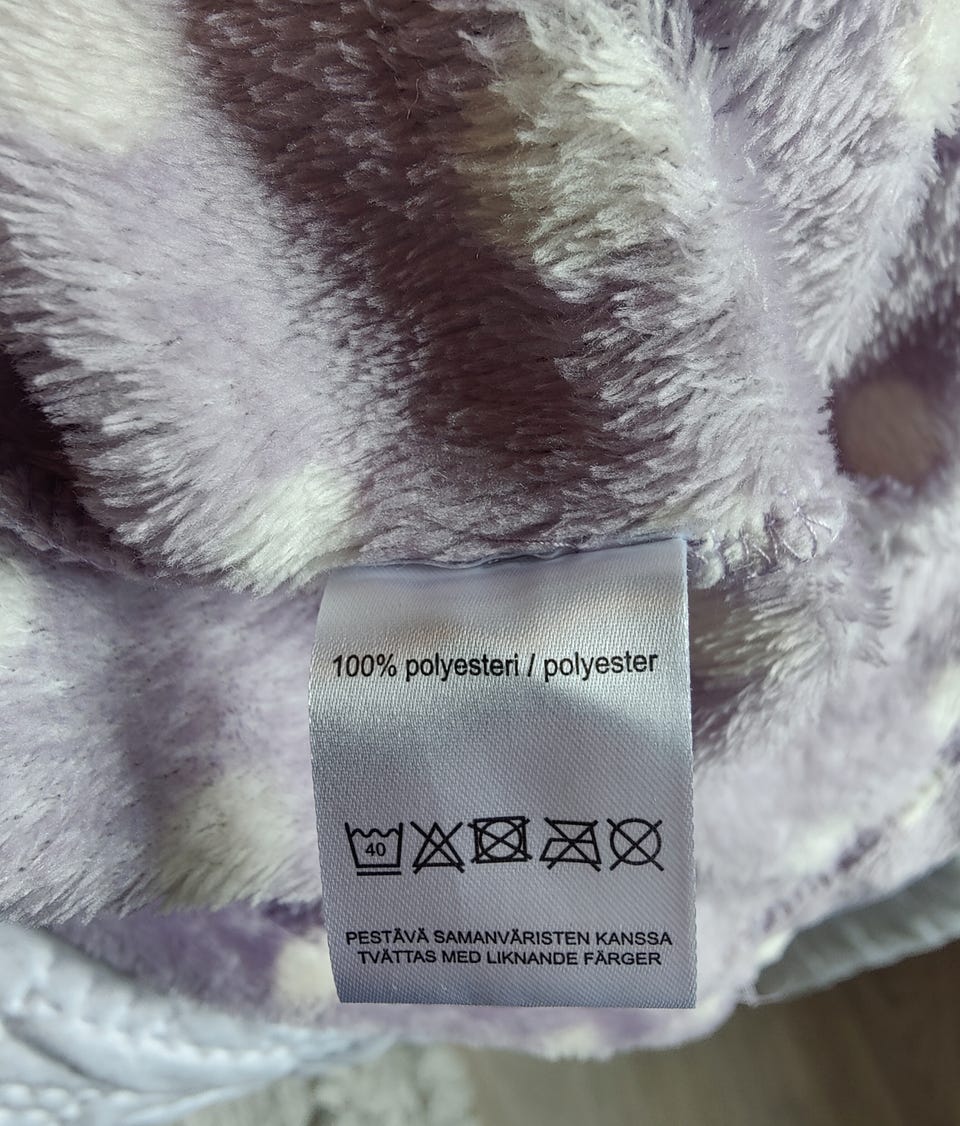 100% polyesteri / polyester
40
PESTÄVÄ SAMANVÄRISTEN KANSSA
TVÄTTAS MED LIKNANDE FÄRGER